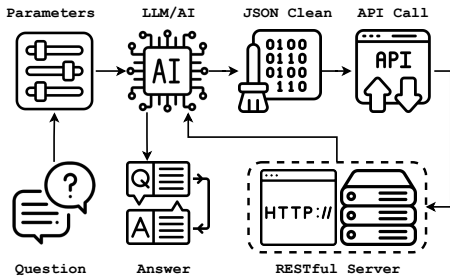 Parameters
LLM/AI
JSON Clean
API Call
AI
0100
0110
0100
110
API
?
Q
A
HTTP://
Question
Answer
RESTful Server